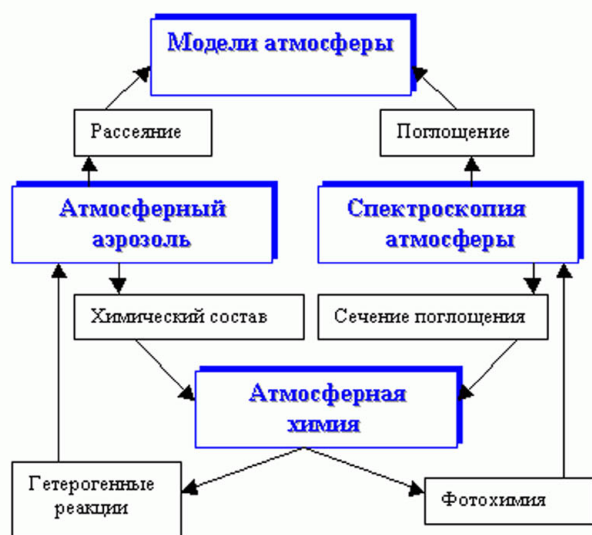 Модели атмосферы
Рассеяние
Поглощение
Атмосферный
аэрозоль
Спектроскопия
атмосферы
Химический состав
Сечение поглощения
Атмосферная
химия
Гетерогенные
реакции
Фотохимия